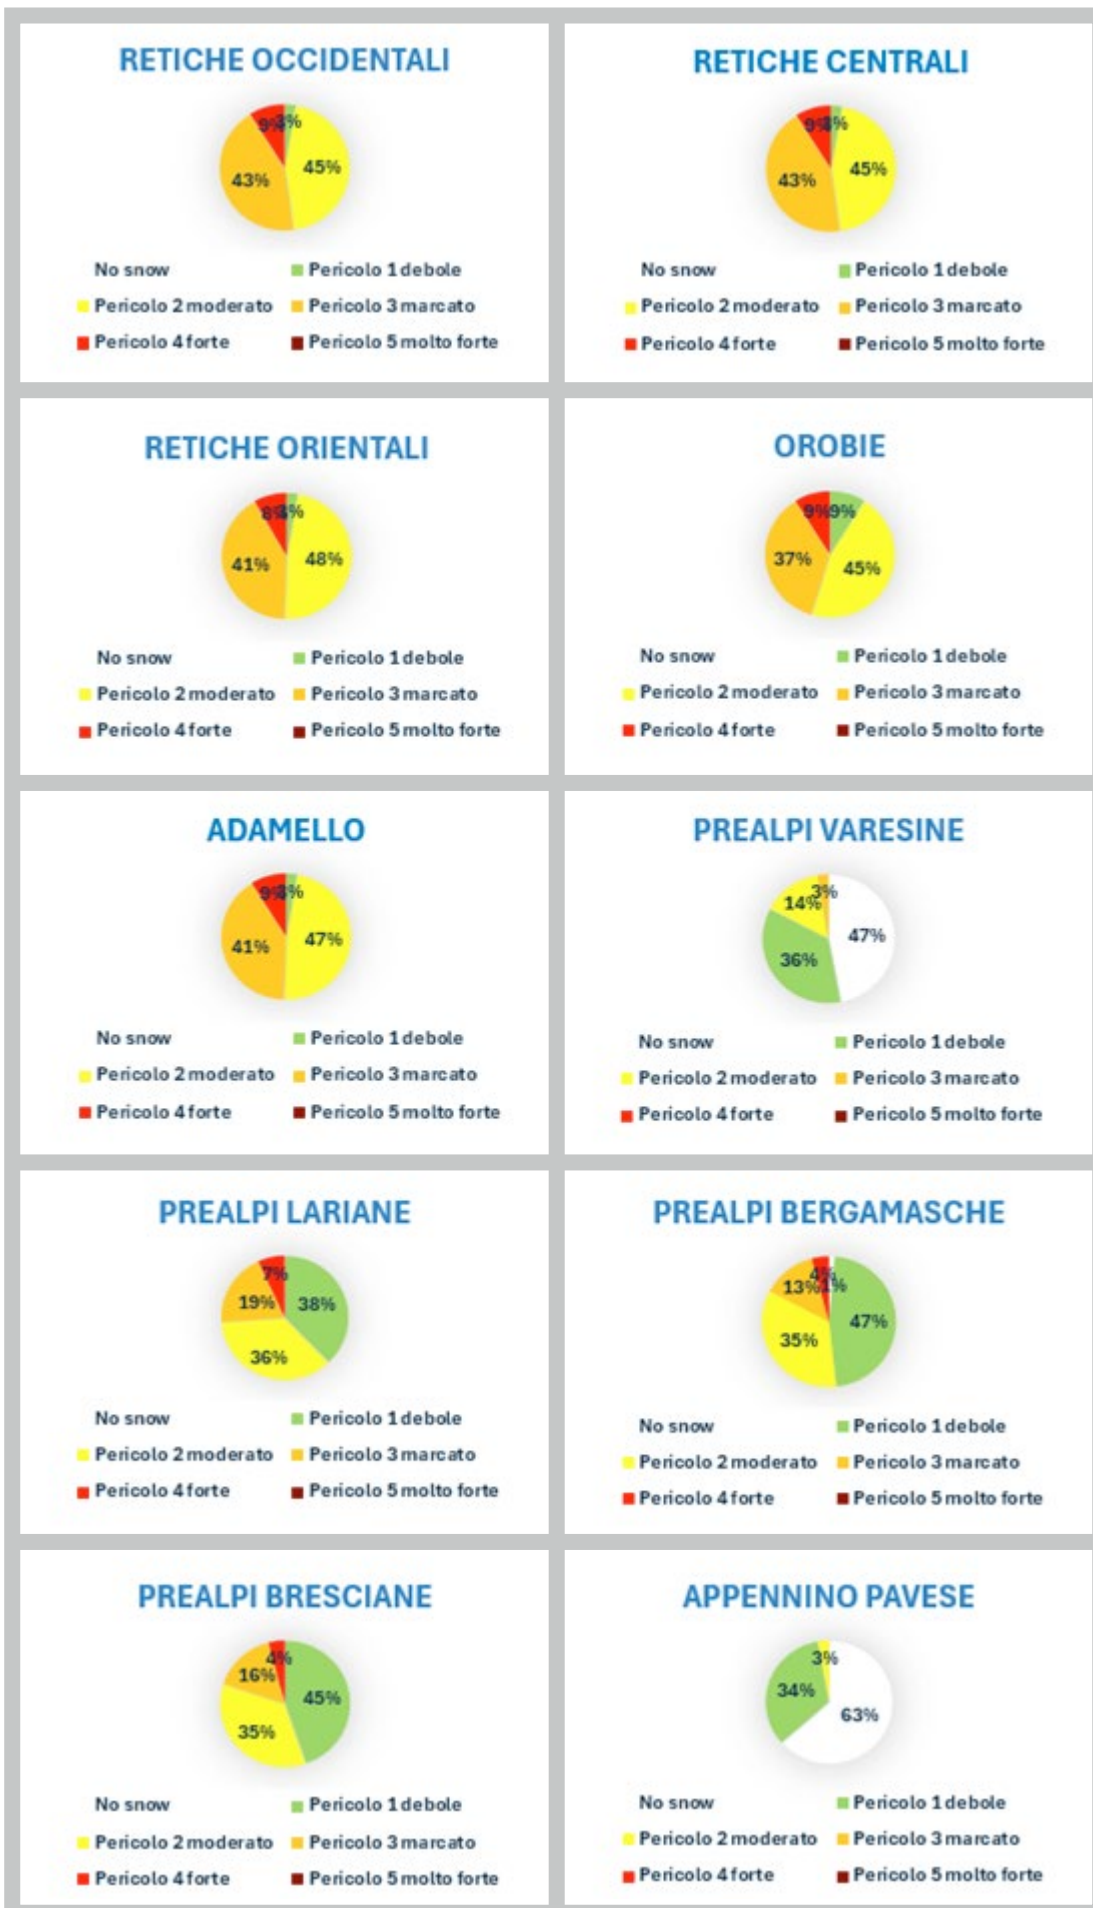 RETICHE OCCIDENTALI
9% 3%
45%
43%
No snow Pericolo 1 debole
Pericolo 2 moderato Pericolo 3 marcato
Pericolo 4 forte Pericolo 5 molto forte
RETICHE CENTRALI
9% 3%
45%
43%
No snow Pericolo 1 debole
Pericolo 2 moderato Pericolo 3 marcato
Pericolo 4 forte Pericolo 5 molto forte
RETICHE ORIENTALI
8%
48%
41%
No snow Pericolo 1 debole
Pericolo 2 moderato Pericolo 3 marcato
Pericolo 4 forte Pericolo 5 molto forte
OROBIE
9% 9%
37%
45%
No snow Pericolo 1 debole
Pericolo 2 moderato Pericolo 3 marcato
Pericolo 4 forte Pericolo 5 molto forte
ADAMELLO
9% 3%
41% 47%
No snow Pericolo 1 debole
Pericolo 2 moderato Pericolo 3 marcato
Pericolo 4 forte Pericolo 5 molto forte
PREALPI VARESINE
3%
14%
47%
36%
No snow Pericolo 1 debole
Pericolo 2 moderato Pericolo 3 marcato
Pericolo 4 forte Pericolo 5 molto forte
PREALPI LARIANE
7%
19% 38%
36%
No snow Pericolo 1 debole
Pericolo 2 moderato Pericolo 3 marcato
Pericolo 4 forte Pericolo 5 molto forte
PREALPI BERGAMASCHE
4%
13% 1%
47%
35%
No snow Pericolo 1 debole
Pericolo 2 moderato Pericolo 3 marcato
Pericolo 4 forte Pericolo 5 molto forte
PREALPI BRESCIANE
4%
16%
45%
35%
No snow Pericolo 1 debole
Pericolo 2 moderato Pericolo 3 marcato
Pericolo 4 forte Pericolo 5 molto forte
APPENNINO PAVESE
3%
34%
63%
No snow Pericolo 1 debole
Pericolo 2 moderato Pericolo 3 marcato
Pericolo 4 forte Pericolo 5 molto forte